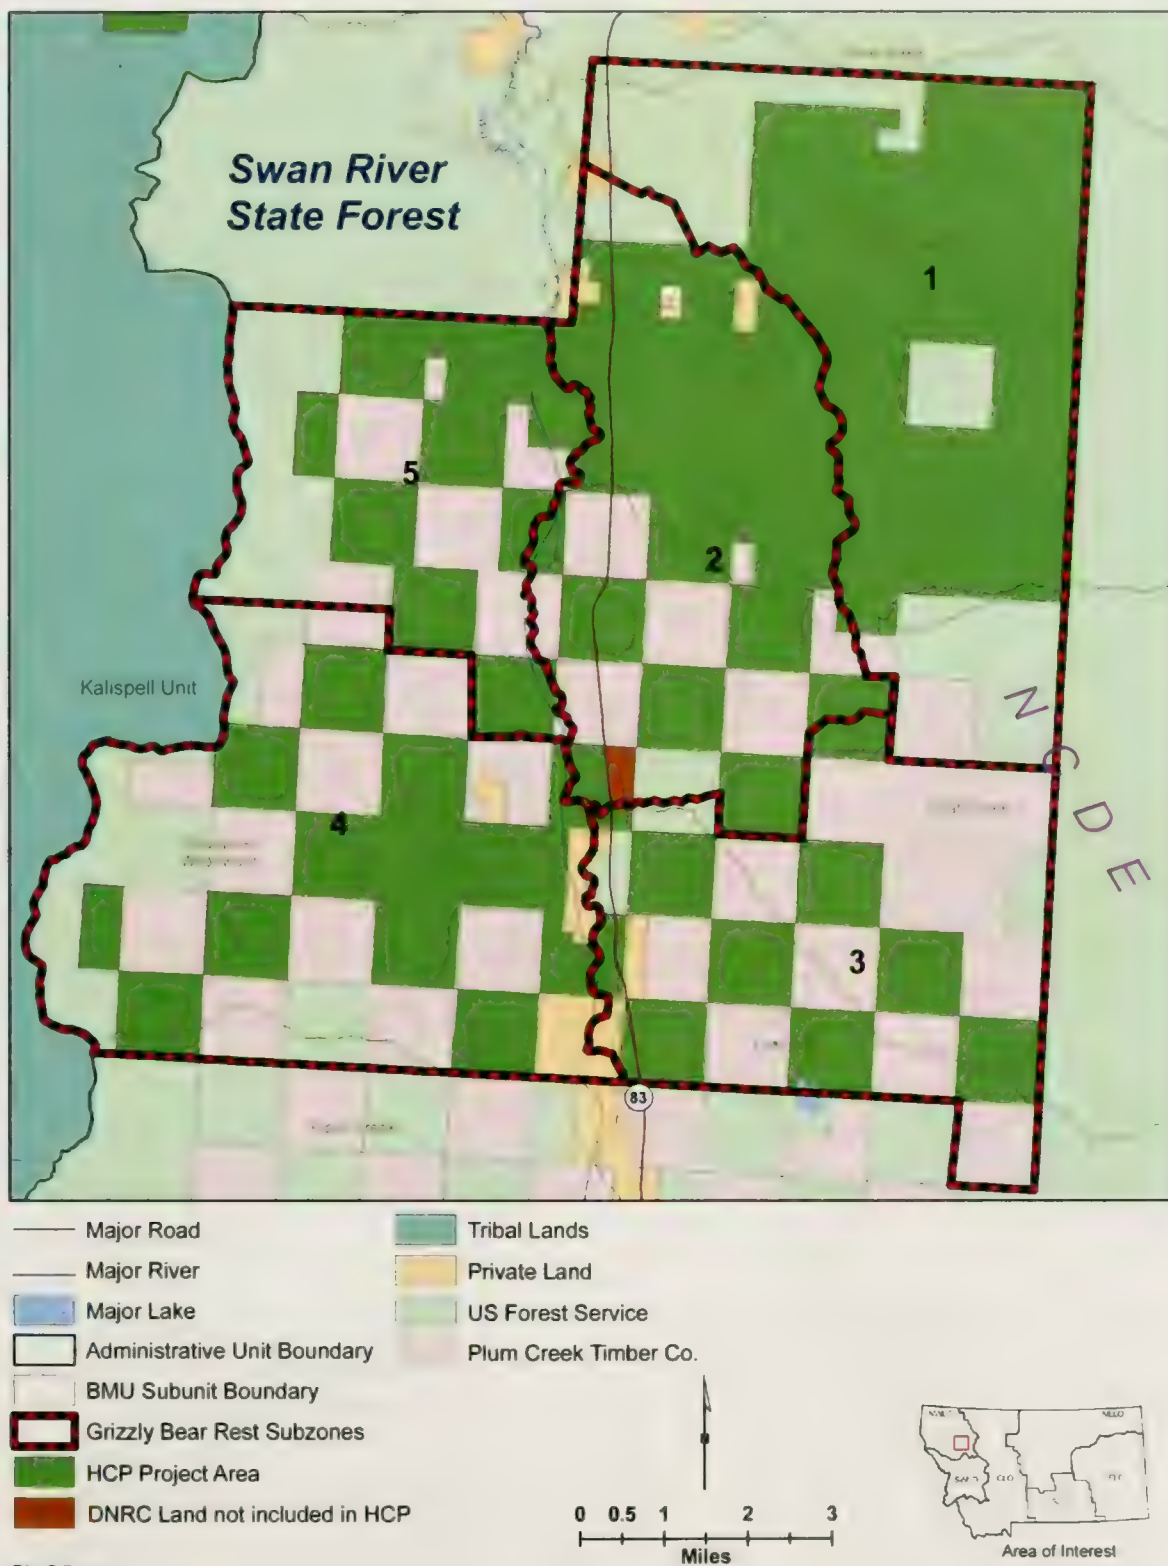 Swan River
State Forest
1
5
2
Kalispell Unit
N
C
D
E
4
3
83
Major Road
Major River
Major Lake
Administrative Unit Boundary
BMU Subunit Boundary
Grizzly Bear Rest Subzones
HCP Project Area
DNRC Land not included in HCP
Tribal Lands
Private Land
US Forest Service
Plum Creek Timber Co.
0 0.5 1 2 3
Miles
Area of Interest